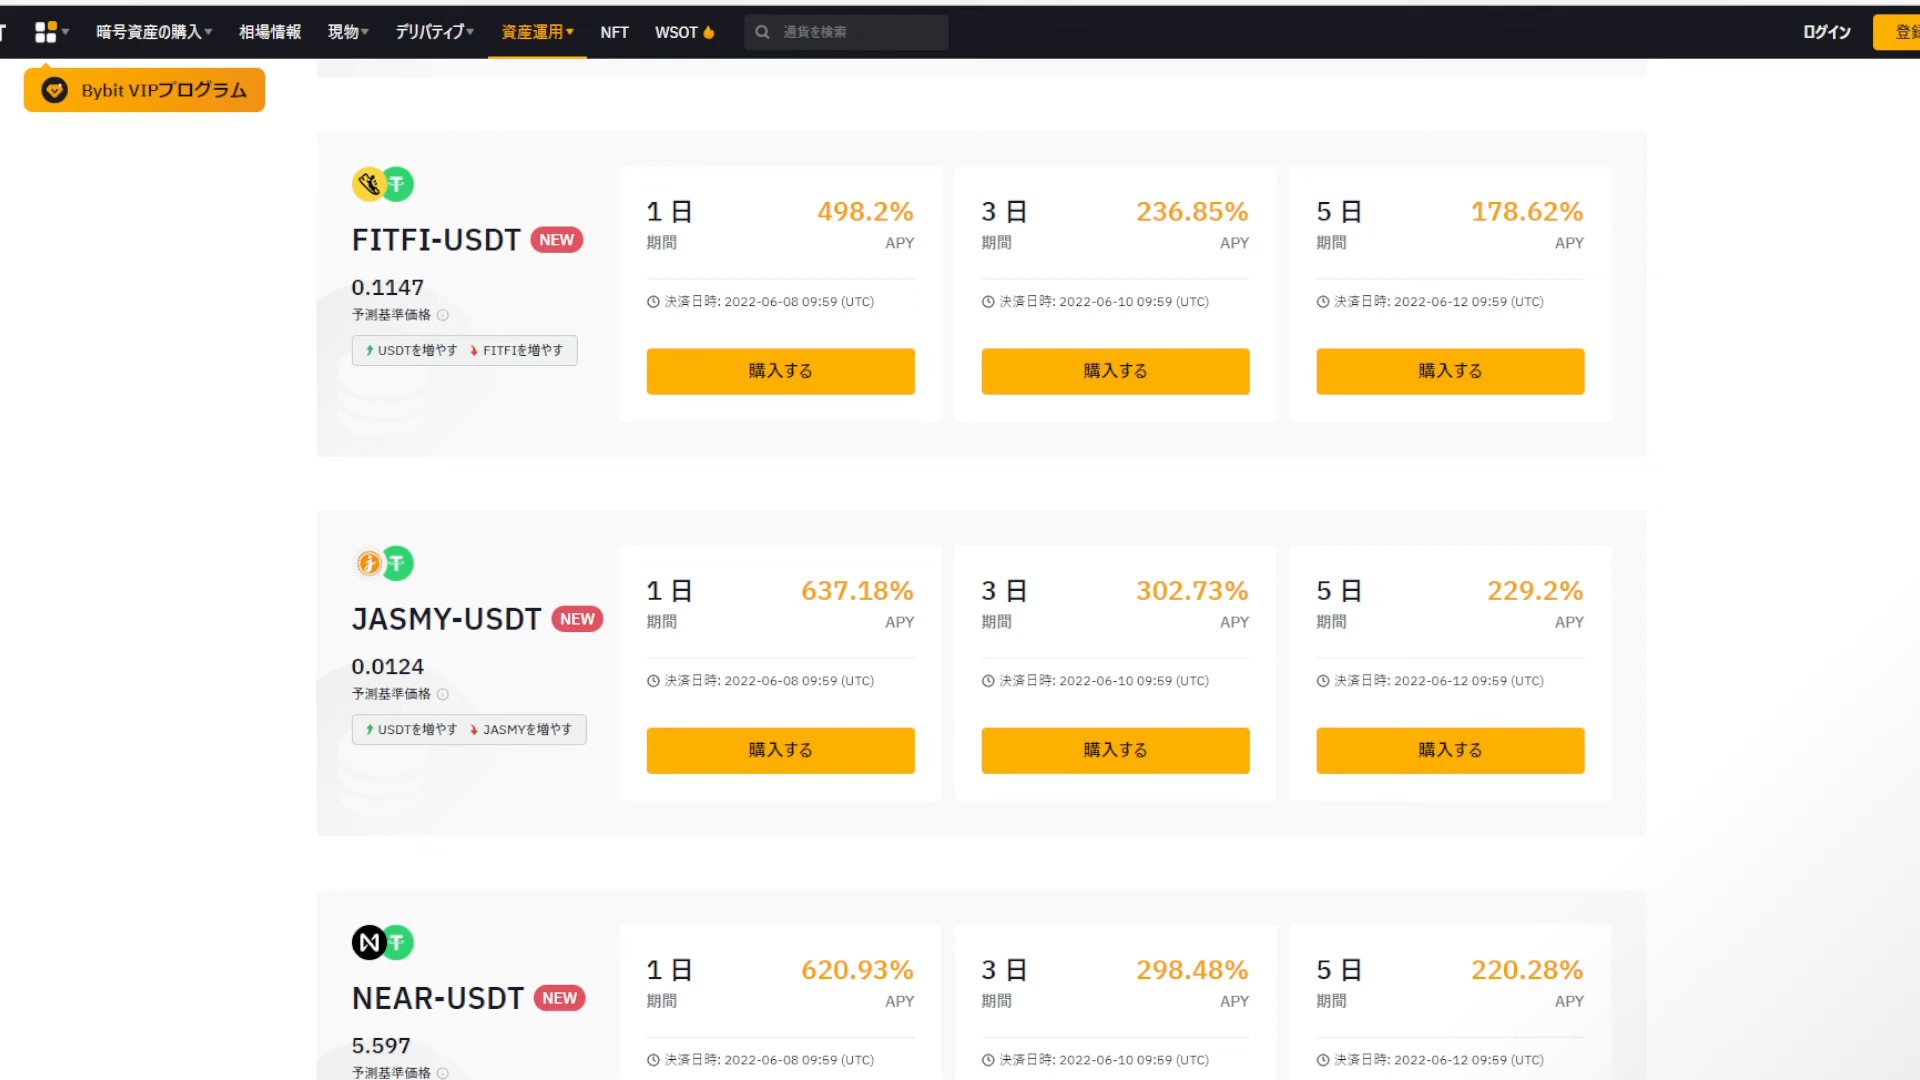 暗号資産の購入 相場情報 現物 デリバティブ 資産運用 NFT WSOT 通貨を検索 ログイン
Bybit VIPプログラム
FITFI-USDT NEW
0.1147
予測基準価格
USDTを増やす FITFIを増やす
1 日 498.2%
期間 APY
決済日時: 2022-06-08 09:59 (UTC)
購入する
3 日 236.85%
期間 APY
決済日時: 2022-06-10 09:59 (UTC)
購入する
5 日 178.62%
期間 APY
決済日時: 2022-06-12 09:59 (UTC)
購入する
JASMY-USDT NEW
0.0124
予測基準価格
USDTを増やす JASMYを増やす
1 日 637.18%
期間 APY
決済日時: 2022-06-08 09:59 (UTC)
購入する
3 日 302.73%
期間 APY
決済日時: 2022-06-10 09:59 (UTC)
購入する
5 日 229.2%
期間 APY
決済日時: 2022-06-12 09:59 (UTC)
購入する
NEAR-USDT NEW
5.597
予測基準価格
1 日 620.93%
期間 APY
決済日時: 2022-06-08 09:59 (UTC)
3 日 298.48%
期間 APY
決済日時: 2022-06-10 09:59 (UTC)
5 日 220.28%
期間 APY
決済日時: 2022-06-12 09:59 (UTC)